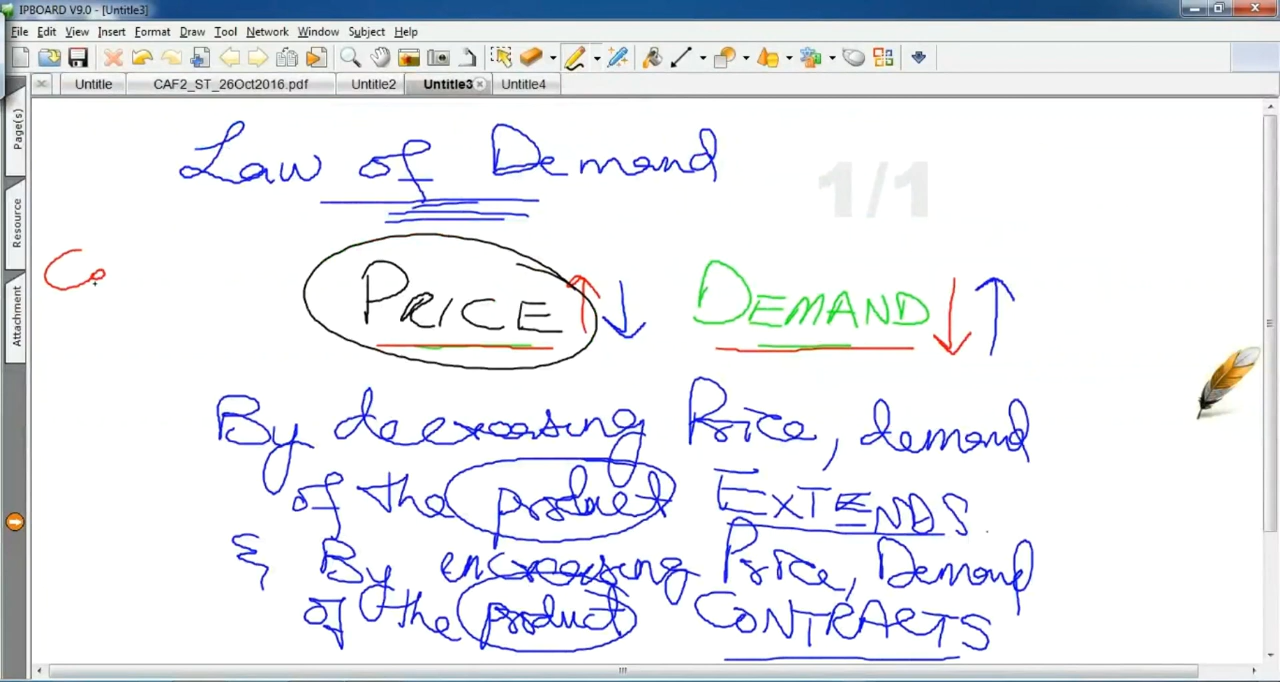 IPBOARD V9.0 - [Untitle3]
File Edit View Insert Format Draw Tool Network Window Subject Help
Untitle CAF2_ST_26Oct2016.pdf Untitle2 Untitle3 Untitle4
Page(s)
Resource
Attachment
1/1
Law of Demand
Co
PRICE DEMAND
By decreasing Price, demand
of the product EXTENDS
& By encreasing Price, Demand
of the product CONTRACTS